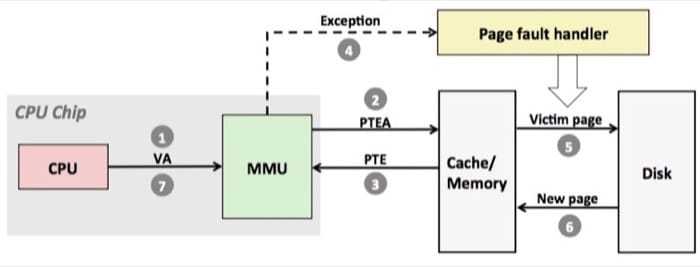 Exception
4
Page fault handler
CPU Chip
2
PTEA
Victim page
5
1
VA
7
CPU
MMU
PTE
3
Cache/
Memory
Disk
New page
6